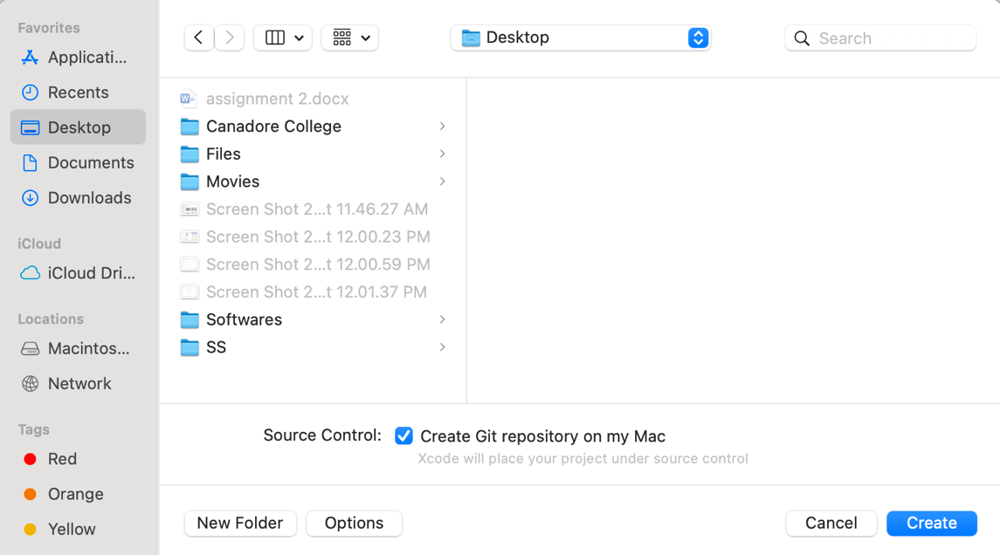 Favorites
Applicati...
Recents
Desktop
Documents
Downloads
iCloud
iCloud Dri...
Locations
Macintos...
Network
Tags
Red
Orange
Yellow
Desktop
Search
assignment 2.docx
Canadore College
Files
Movies
Screen Shot 2...t 11.46.27 AM
Screen Shot 2...t 12.00.23 PM
Screen Shot 2...t 12.00.59 PM
Screen Shot 2...t 12.01.37 PM
Softwares
SS
Source Control: Create Git repository on my Mac
Xcode will place your project under source control
New Folder Options Cancel Create